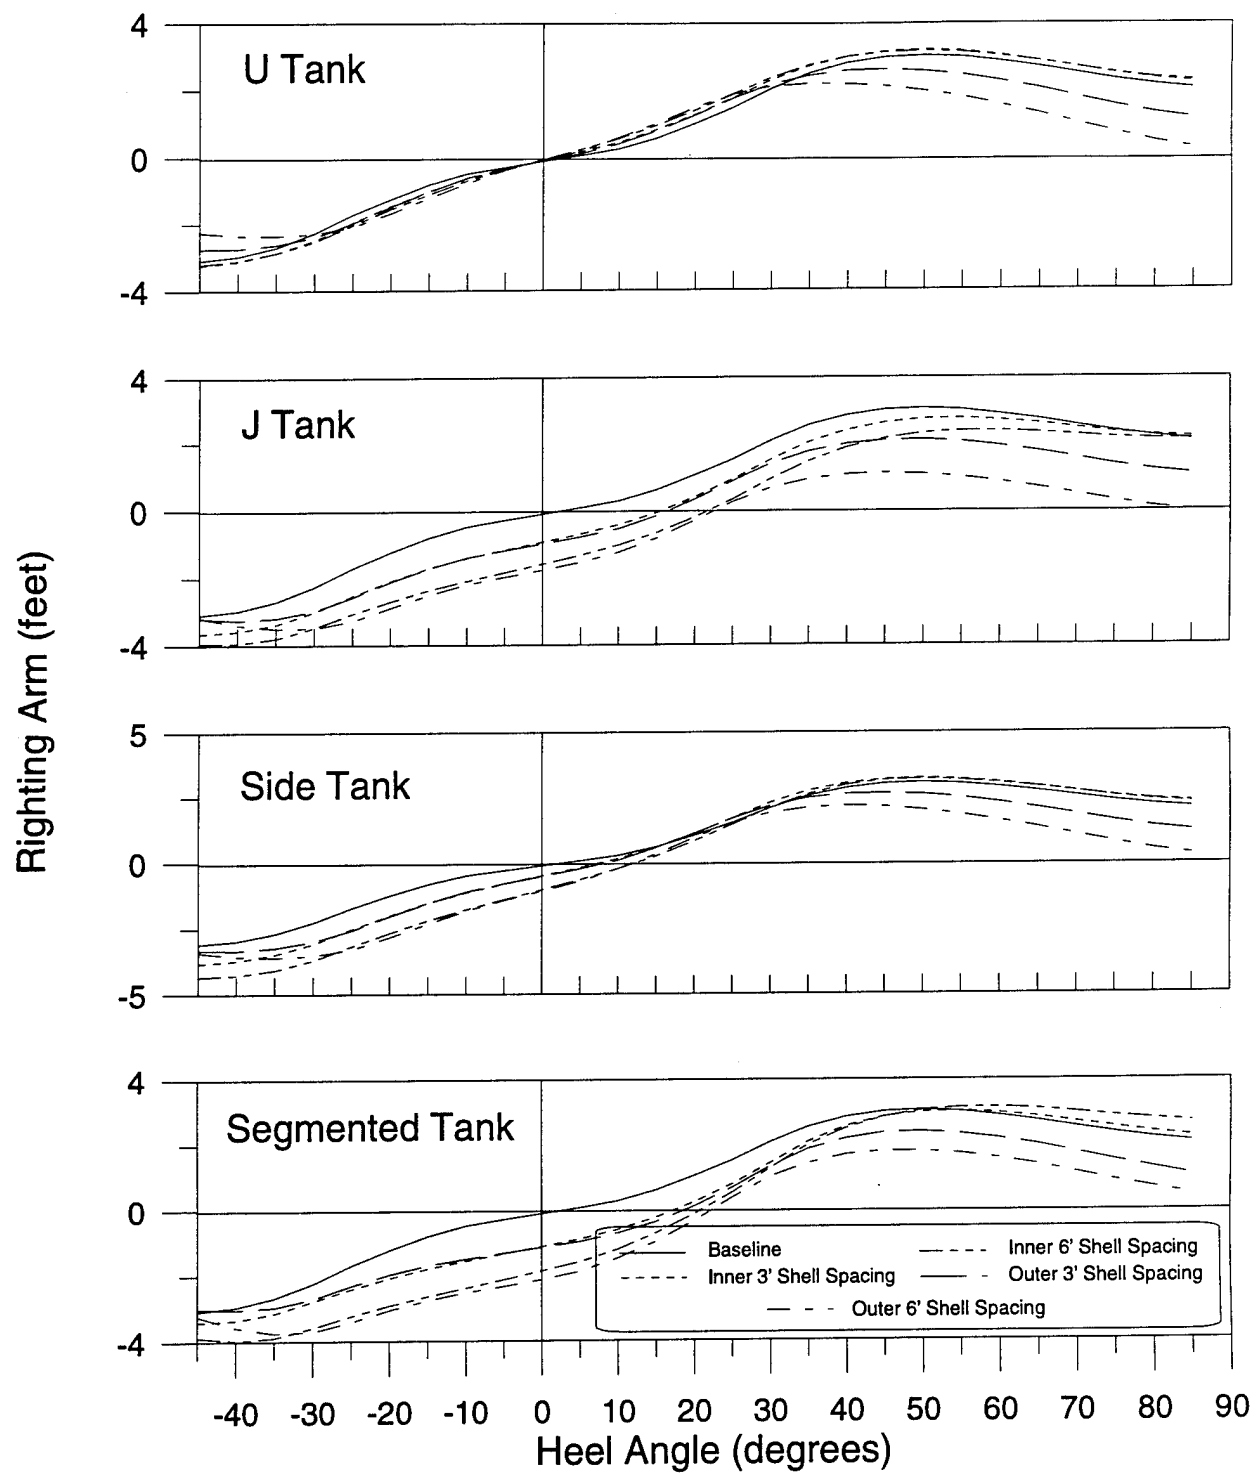 4
U Tank
0
-4
4
J Tank
0
-4
Righting Arm (feet)
5
Side Tank
0
-5
4
Segmented Tank
0
Baseline
Inner 6' Shell Spacing
Inner 3' Shell Spacing
Outer 3' Shell Spacing
Outer 6' Shell Spacing
-4
-40 -30 -20 -10 0 10 20 30 40 50 60 70 80 90
Heel Angle (degrees)